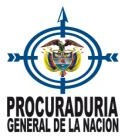 PROCURADURIA
GENERAL DE LA NACION